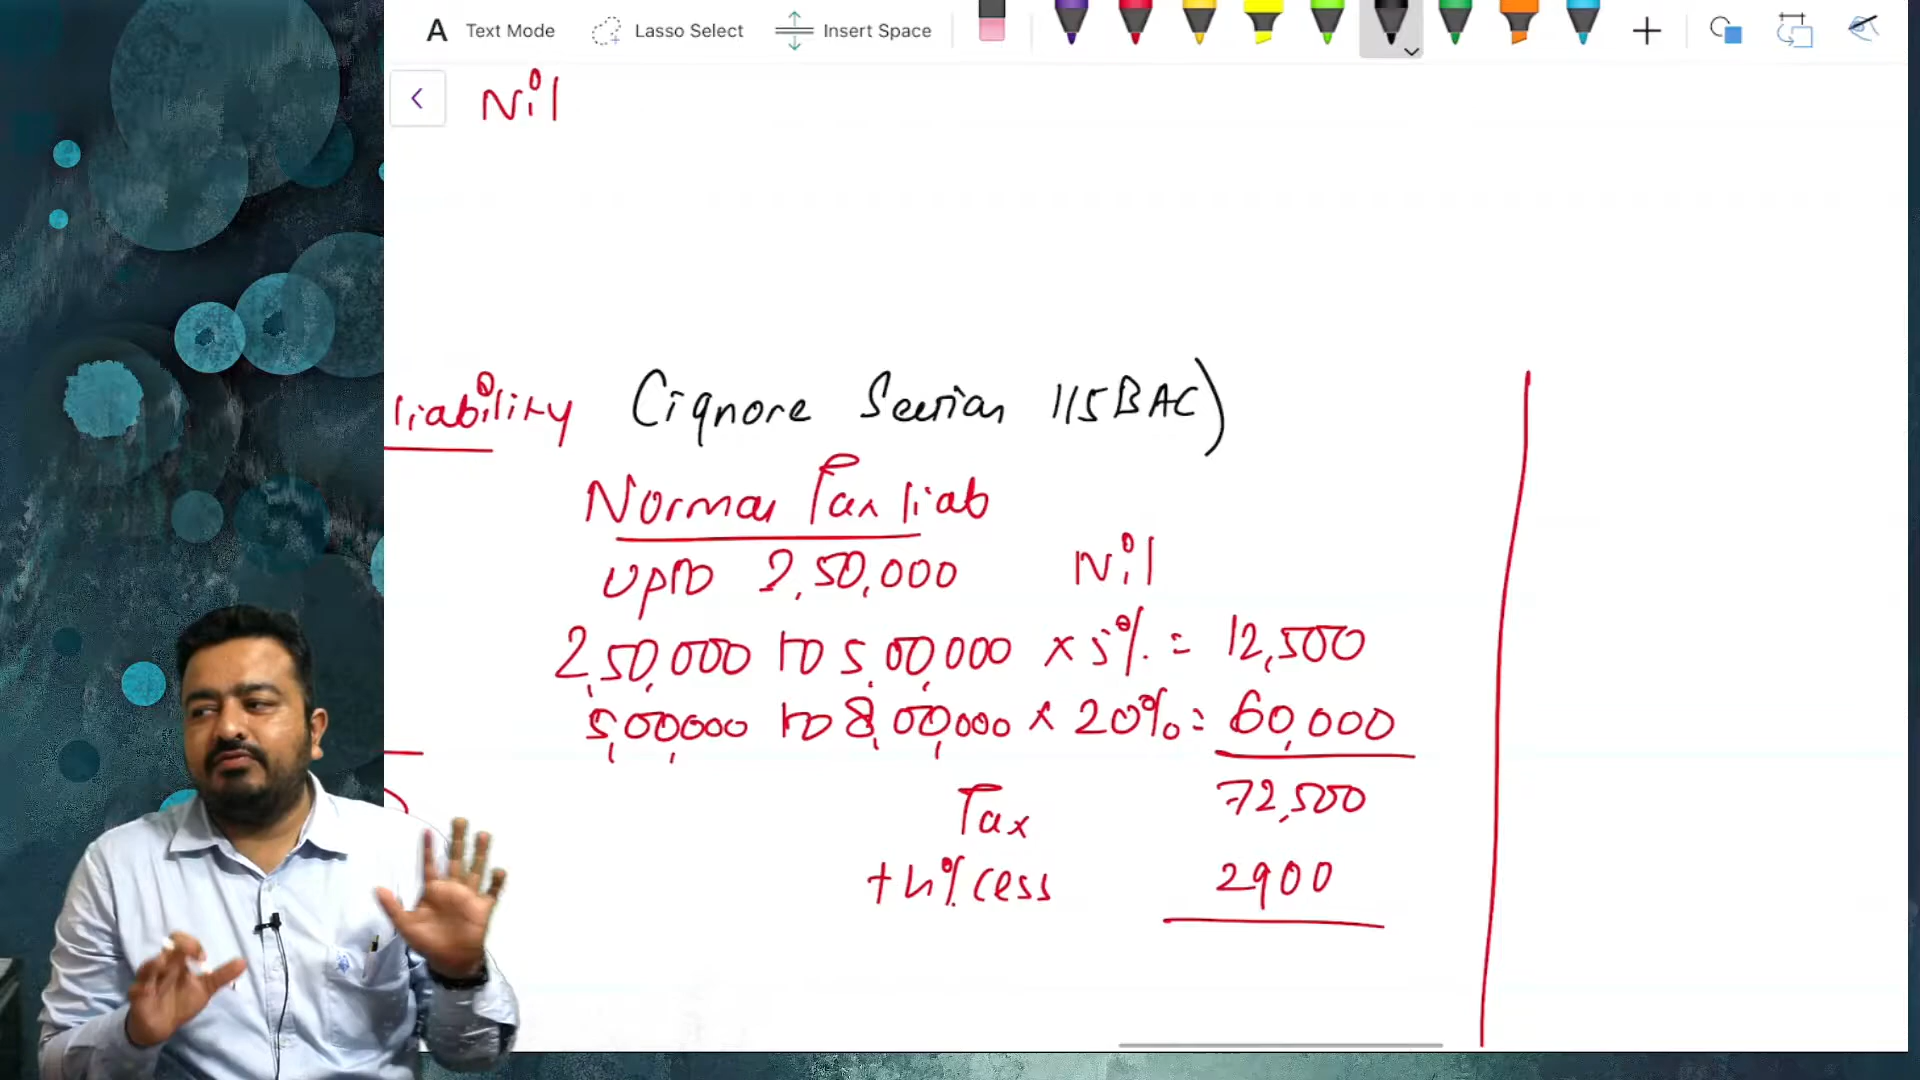 A Text Mode Lasso Select Insert Space
Nil
liability (ignore Section 115BAC)
Normal Tax liab
upto 2,50,000 Nil
2,50,000 to 5,00,000 x 5% = 12,500
5,00,000 to 8,00,000 x 20% = 60,000
72,500
Tax
+4% cess 2900